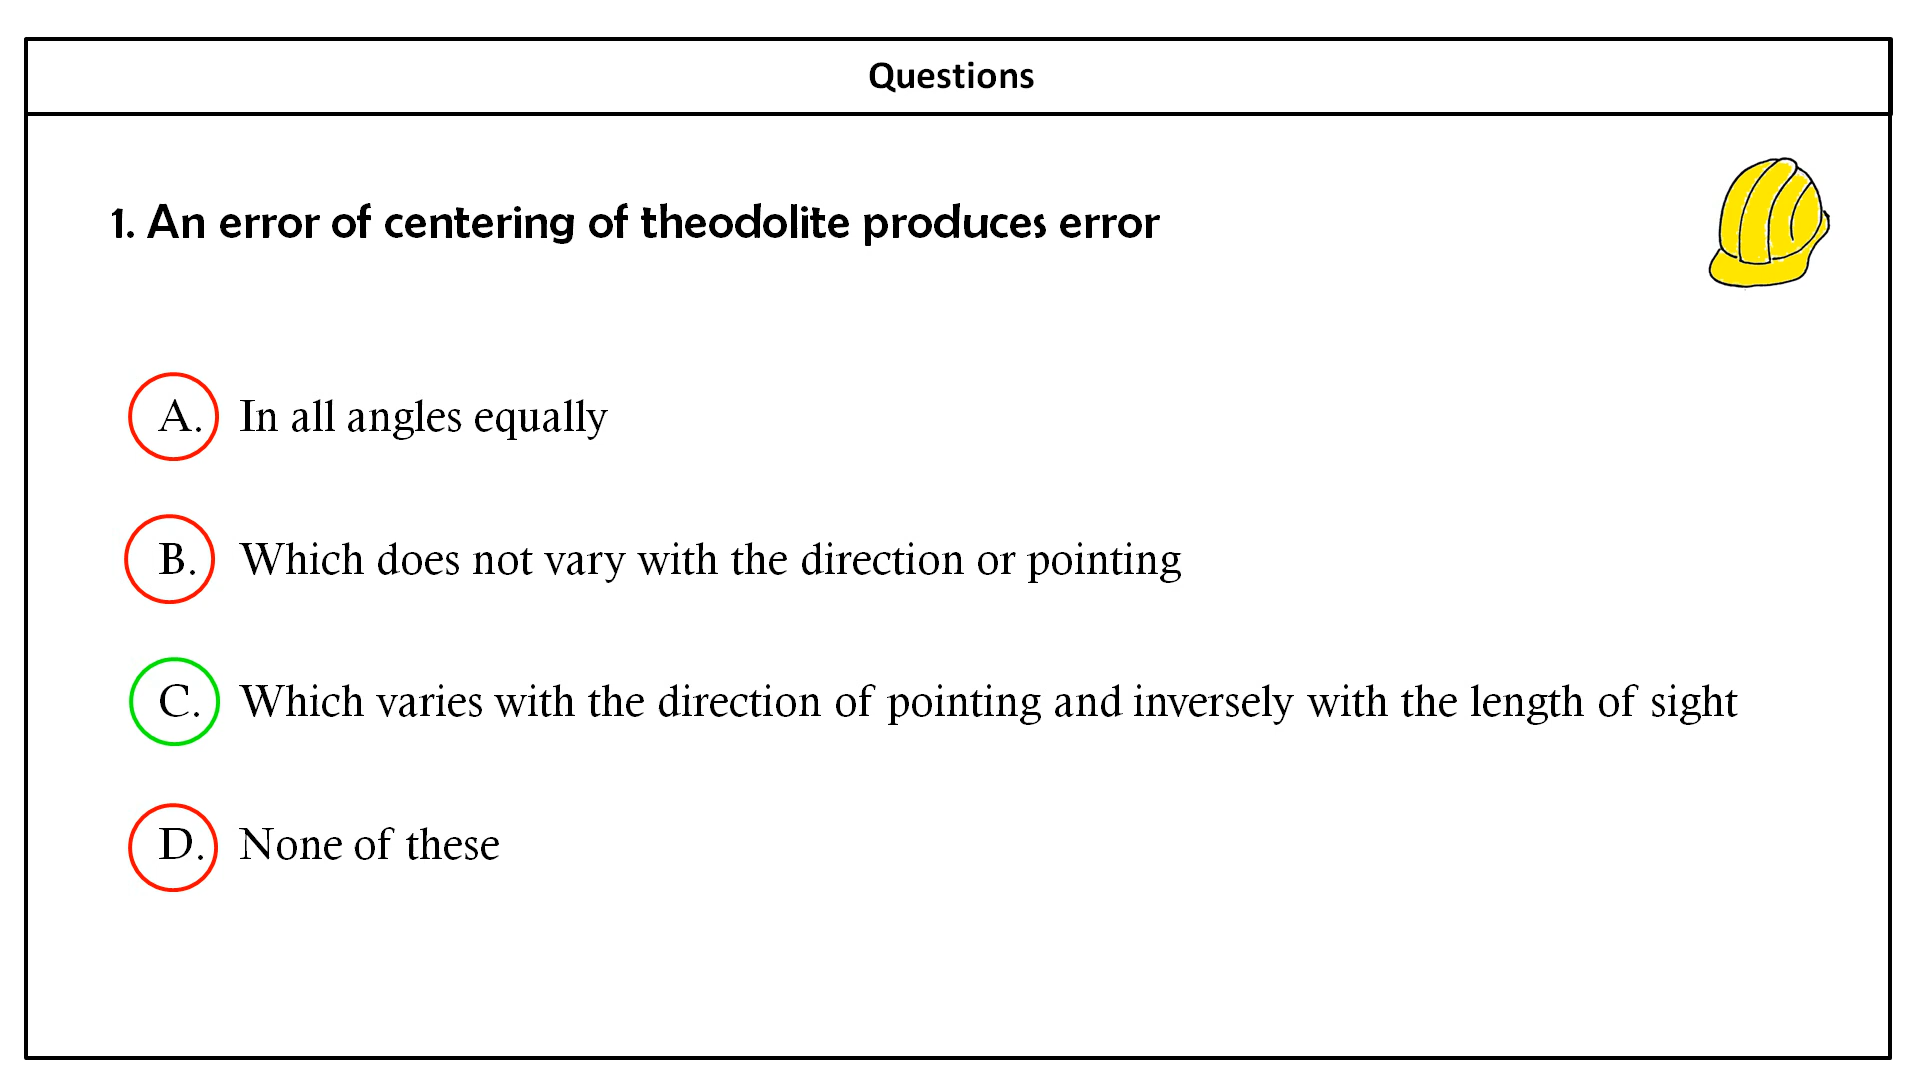 Questions
1. An error of centering of theodolite produces error
A. In all angles equally
B. Which does not vary with the direction or pointing
C. Which varies with the direction of pointing and inversely with the length of sight
D. None of these